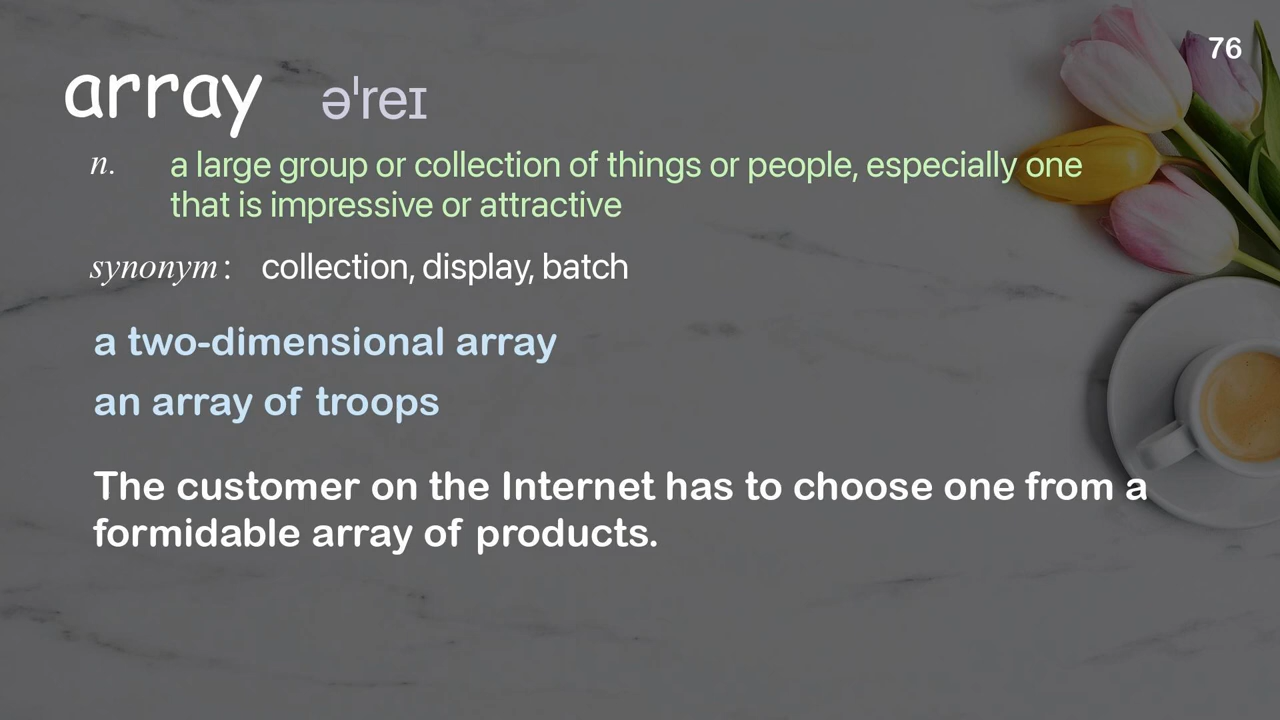 76
array əˈreɪ
n. a large group or collection of things or people, especially one
that is impressive or attractive
synonym: collection, display, batch
a two-dimensional array
an array of troops
The customer on the Internet has to choose one from a
formidable array of products.